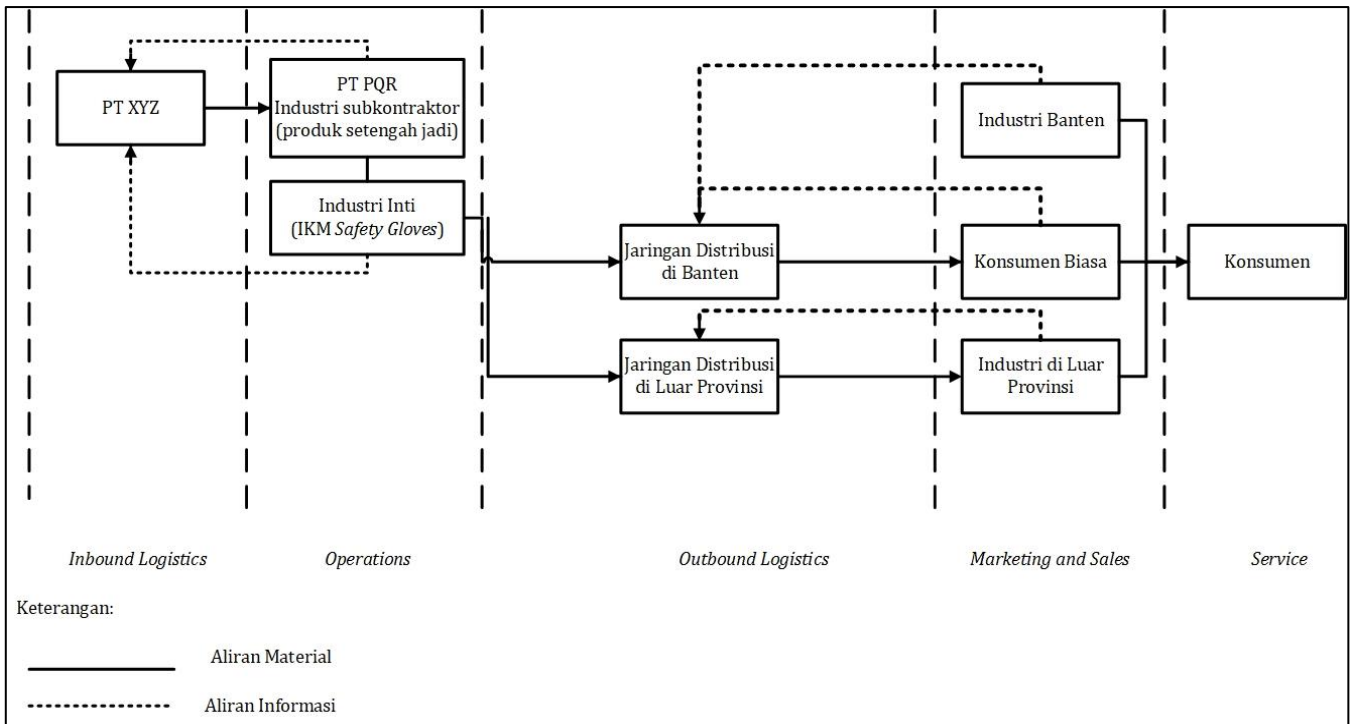 PT XYZ
PT PQR
Industri subkontraktor
(produk setengah jadi)
Industri Inti
(IKM Safety Gloves)
Jaringan Distribusi
di Banten
Jaringan Distribusi
di Luar Provinsi
Industri Banten
Konsumen Biasa
Industri di Luar
Provinsi
Konsumen
Inbound Logistics
Operations
Outbound Logistics
Marketing and Sales
Service
Keterangan:
Aliran Material
Aliran Informasi